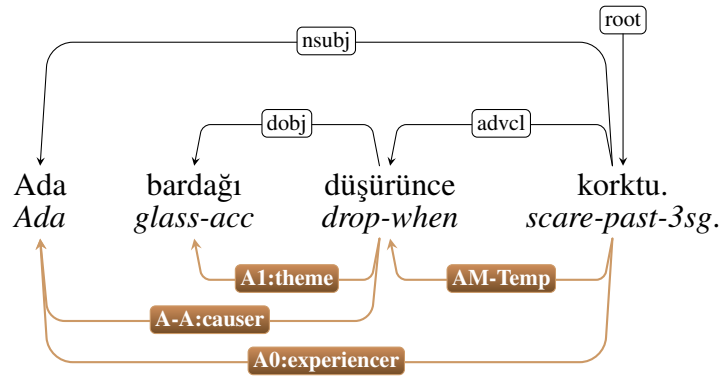 root
nsubj
dobj advcl
Ada bardağı düşürünce korktu.
Ada glass-acc drop-when scare-past-3sg.
A1:theme AM-Temp
A-A:causer
A0:experiencer